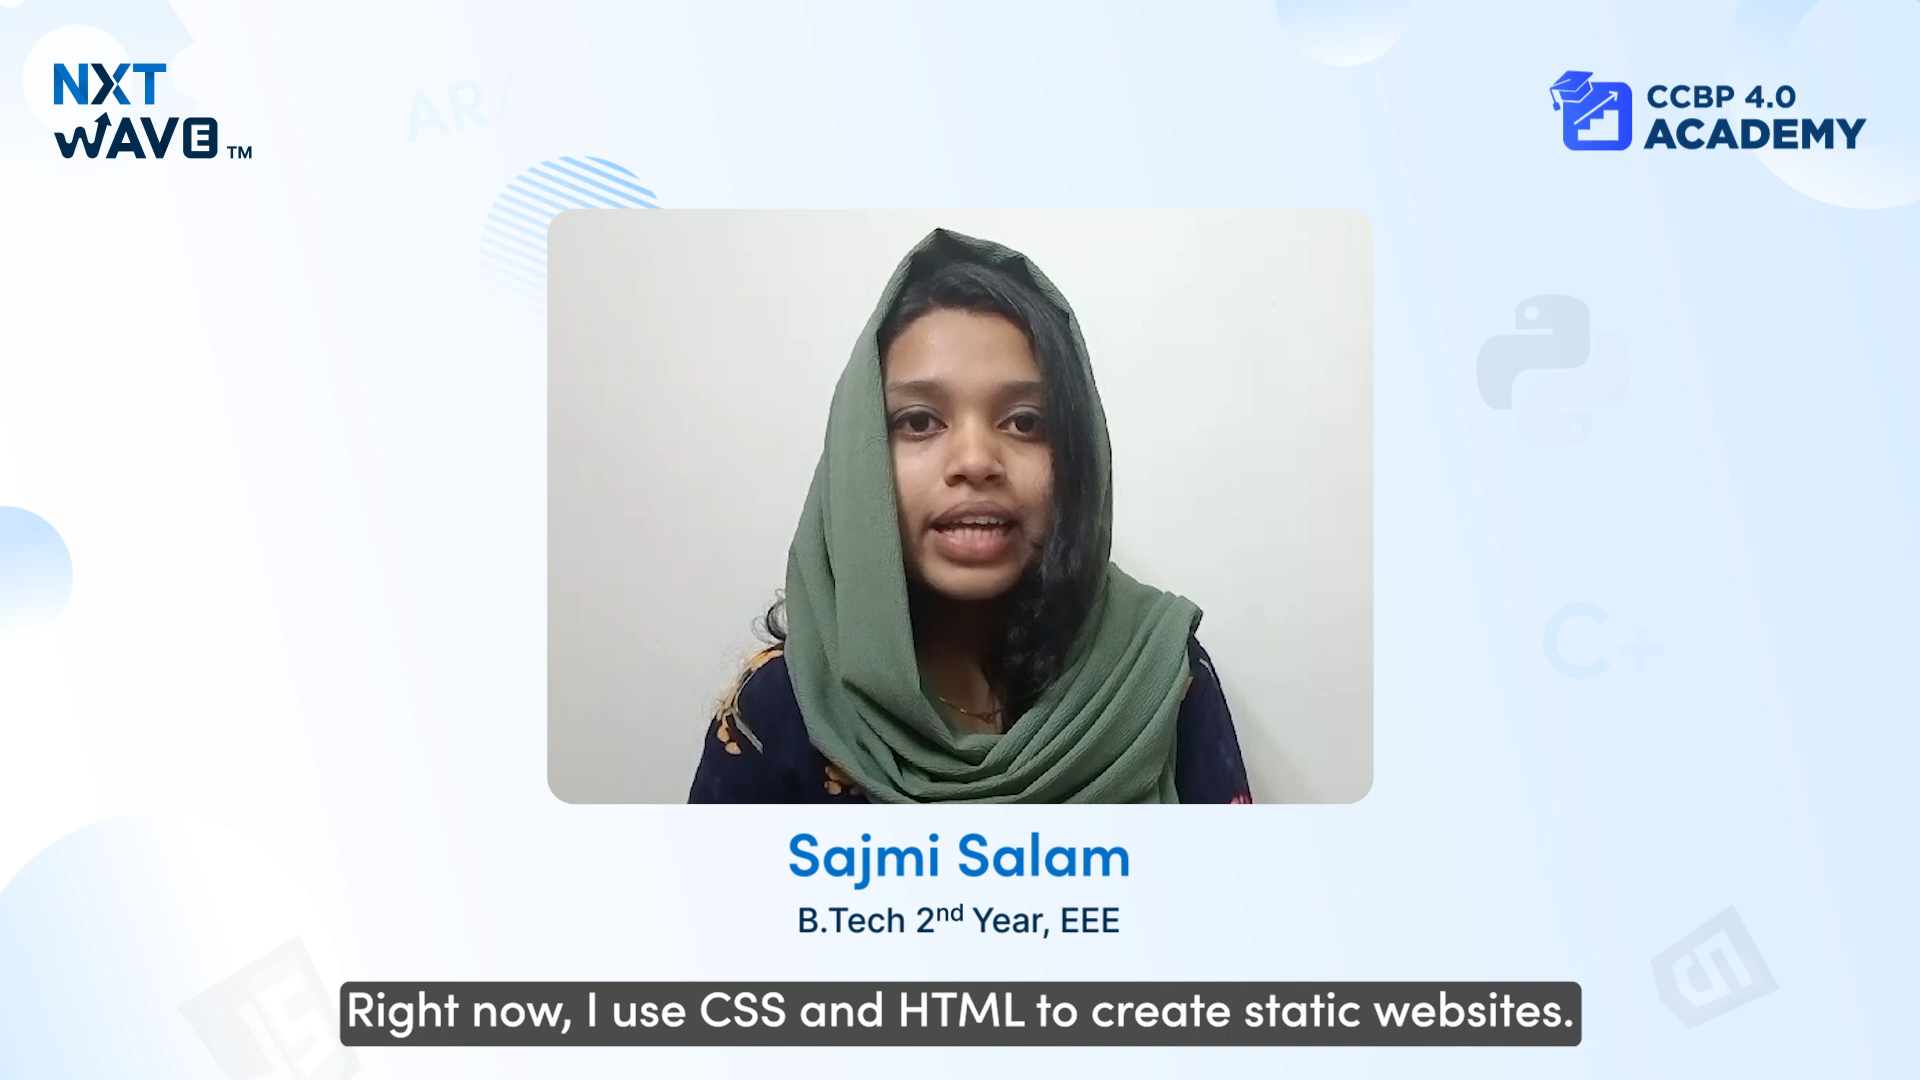 NXT
WAVE TM
CCBP 4.0
ACADEMY
AR/
C+
Sajmi Salam
B.Tech 2nd Year, EEE
Right now, I use CSS and HTML to create static websites.